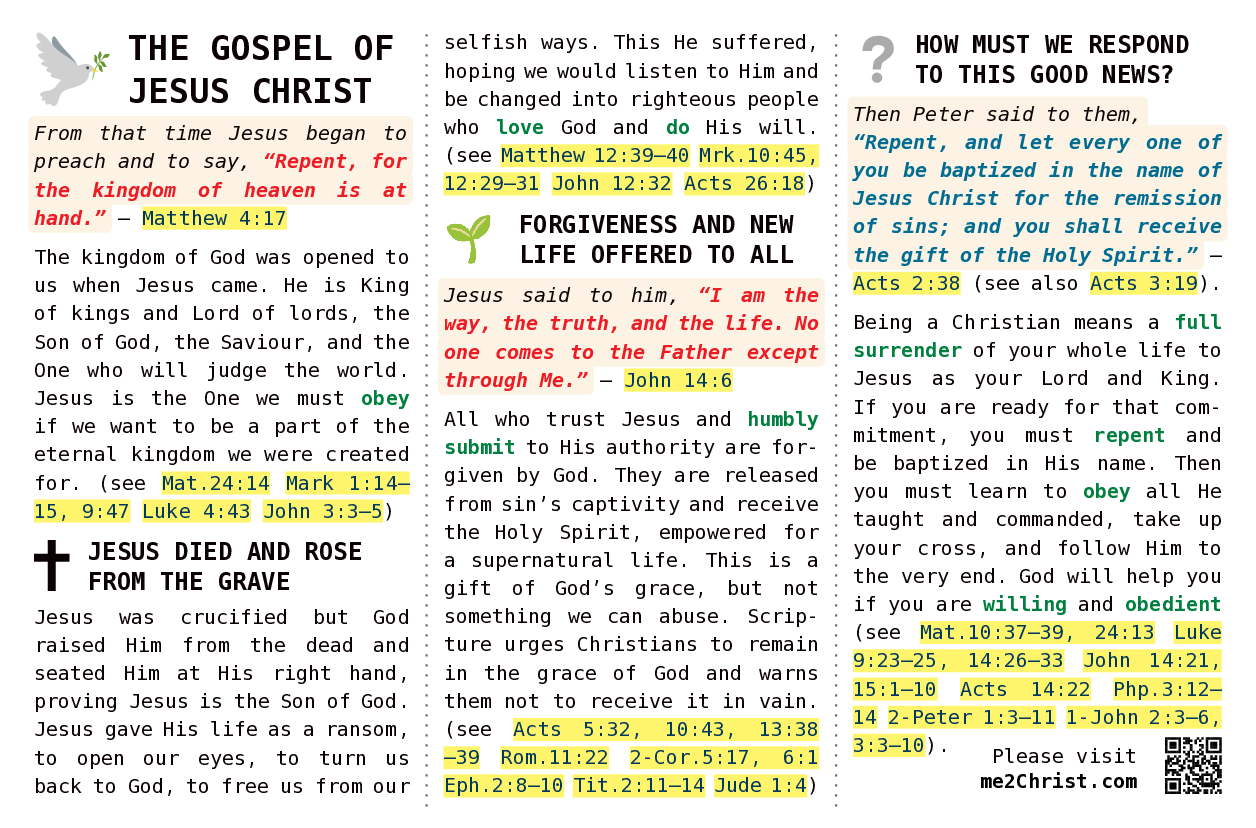 THE GOSPEL OF
JESUS CHRIST
From that time Jesus began to
preach and to say, “Repent, for
the kingdom of heaven is at
hand.” – Matthew 4:17
The kingdom of God was opened to
us when Jesus came. He is King
of kings and Lord of lords, the
Son of God, the Saviour, and the
One who will judge the world.
Jesus is the One we must obey
if we want to be a part of the
eternal kingdom we were created
for. (see Mat.24:14 Mark 1:14–
15, 9:47 Luke 4:43 John 3:3–5)
JESUS DIED AND ROSE
FROM THE GRAVE
Jesus was crucified but God
raised Him from the dead and
seated Him at His right hand,
proving Jesus is the Son of God.
Jesus gave His life as a ransom,
to open our eyes, to turn us
back to God, to free us from our
selfish ways. This He suffered,
hoping we would listen to Him and
be changed into righteous people
who love God and do His will.
(see Matthew 12:39–40 Mrk.10:45,
12:29–31 John 12:32 Acts 26:18)
FORGIVENESS AND NEW
LIFE OFFERED TO ALL
Jesus said to him, “I am the
way, the truth, and the life. No
one comes to the Father except
through Me.” – John 14:6
All who trust Jesus and humbly
submit to His authority are for-
given by God. They are released
from sin’s captivity and receive
the Holy Spirit, empowered for
a supernatural life. This is a
gift of God’s grace, but not
something we can abuse. Scrip-
ture urges Christians to remain
in the grace of God and warns
them not to receive it in vain.
(see Acts 5:32, 10:43, 13:38
–39 Rom.11:22 2-Cor.5:17, 6:1
Eph.2:8–10 Tit.2:11–14 Jude 1:4)
HOW MUST WE RESPOND
TO THIS GOOD NEWS?
Then Peter said to them,
“Repent, and let every one of
you be baptized in the name of
Jesus Christ for the remission
of sins; and you shall receive
the gift of the Holy Spirit.” –
Acts 2:38 (see also Acts 3:19).
Being a Christian means a full
surrender of your whole life to
Jesus as your Lord and King.
If you are ready for that com-
mitment, you must repent and
be baptized in His name. Then
you must learn to obey all He
taught and commanded, take up
your cross, and follow Him to
the very end. God will help you
if you are willing and obedient
(see Mat.10:37–39, 24:13 Luke
9:23–25, 14:26–33 John 14:21,
15:1–10 Acts 14:22 Php.3:12–
14 2-Peter 1:3–11 1-John 2:3–6,
3:3–10).
Please visit
me2Christ.com